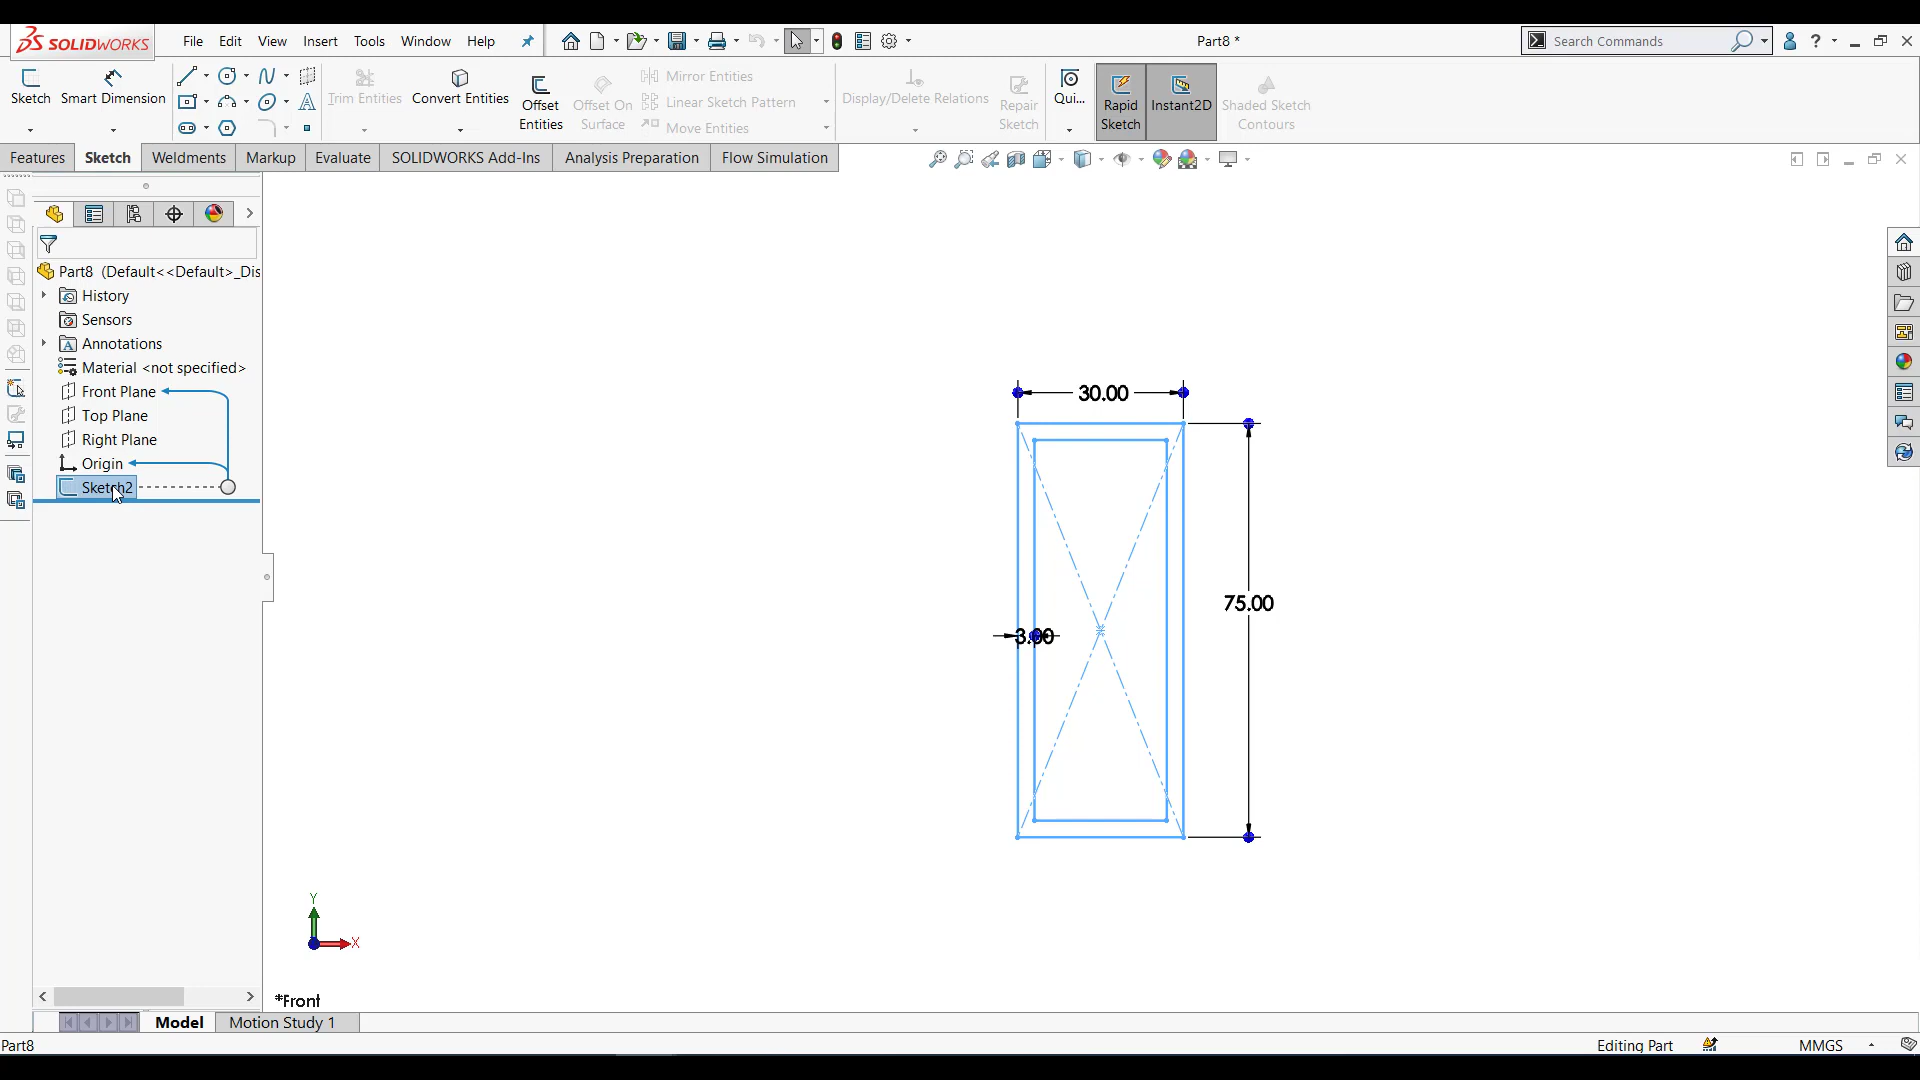 SOLIDWORKS File Edit View Insert Tools Window Help Part8 * Search Commands
Sketch Smart Dimension Trim Entities Convert Entities Offset Entities Offset On Surface Mirror Entities Linear Sketch Pattern Move Entities Display/Delete Relations Repair Sketch Qui... Rapid Sketch Instant2D Shaded Sketch Contours
Features Sketch Weldments Markup Evaluate SOLIDWORKS Add-Ins Analysis Preparation Flow Simulation
Part8 (Default<<Default>_Dis
History
Sensors
Annotations
Material <not specified>
Front Plane
Top Plane
Right Plane
Origin
Sketch2
30.00
75.00
3.00
Y
X
*Front
Model Motion Study 1
Part8 Editing Part MMGS